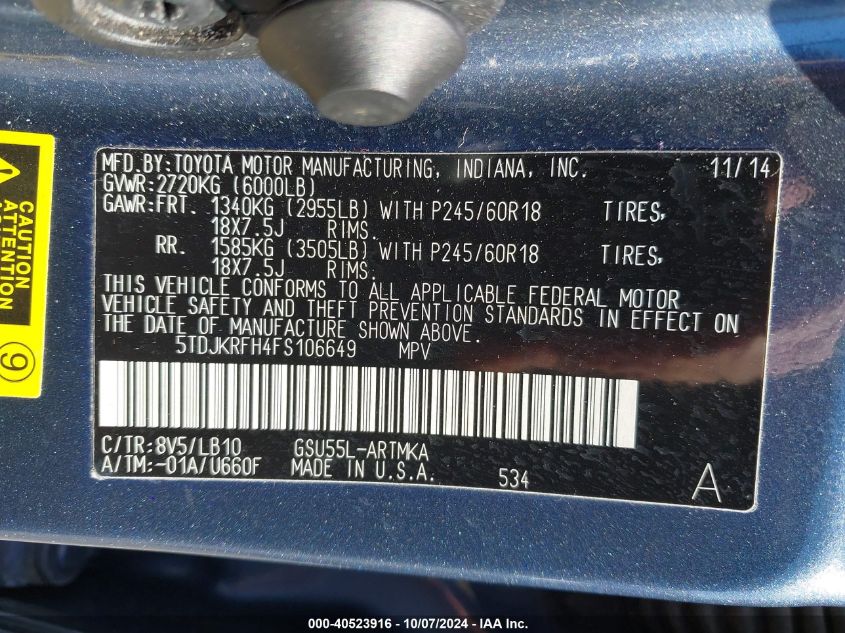 MFD.BY:TOYOTA MOTOR MANUFACTURING, INDIANA, INC. 11/14
GVWR:2720KG (6000LB)
GAWR:FRT. 1340KG (2955LB) WITH P245/60R18 TIRES,
18X7.5J RIMS.
RR. 1585KG (3505LB) WITH P245/60R18 TIRES,
18X7.5J RIMS.
THIS VEHICLE CONFORMS TO ALL APPLICABLE FEDERAL MOTOR
VEHICLE SAFETY AND THEFT PREVENTION STANDARDS IN EFFECT ON
THE DATE OF MANUFACTURE SHOWN ABOVE.
5TDJKRFH4FS106649 MPV
C/TR:8V5/LB10 GSU55L-ARTMKA
A/TM:-01A/U660F MADE IN U.S.A. 534 A
CAUTION
ATTENTION
9
000-40523916 - 10/07/2024 - IAA Inc.